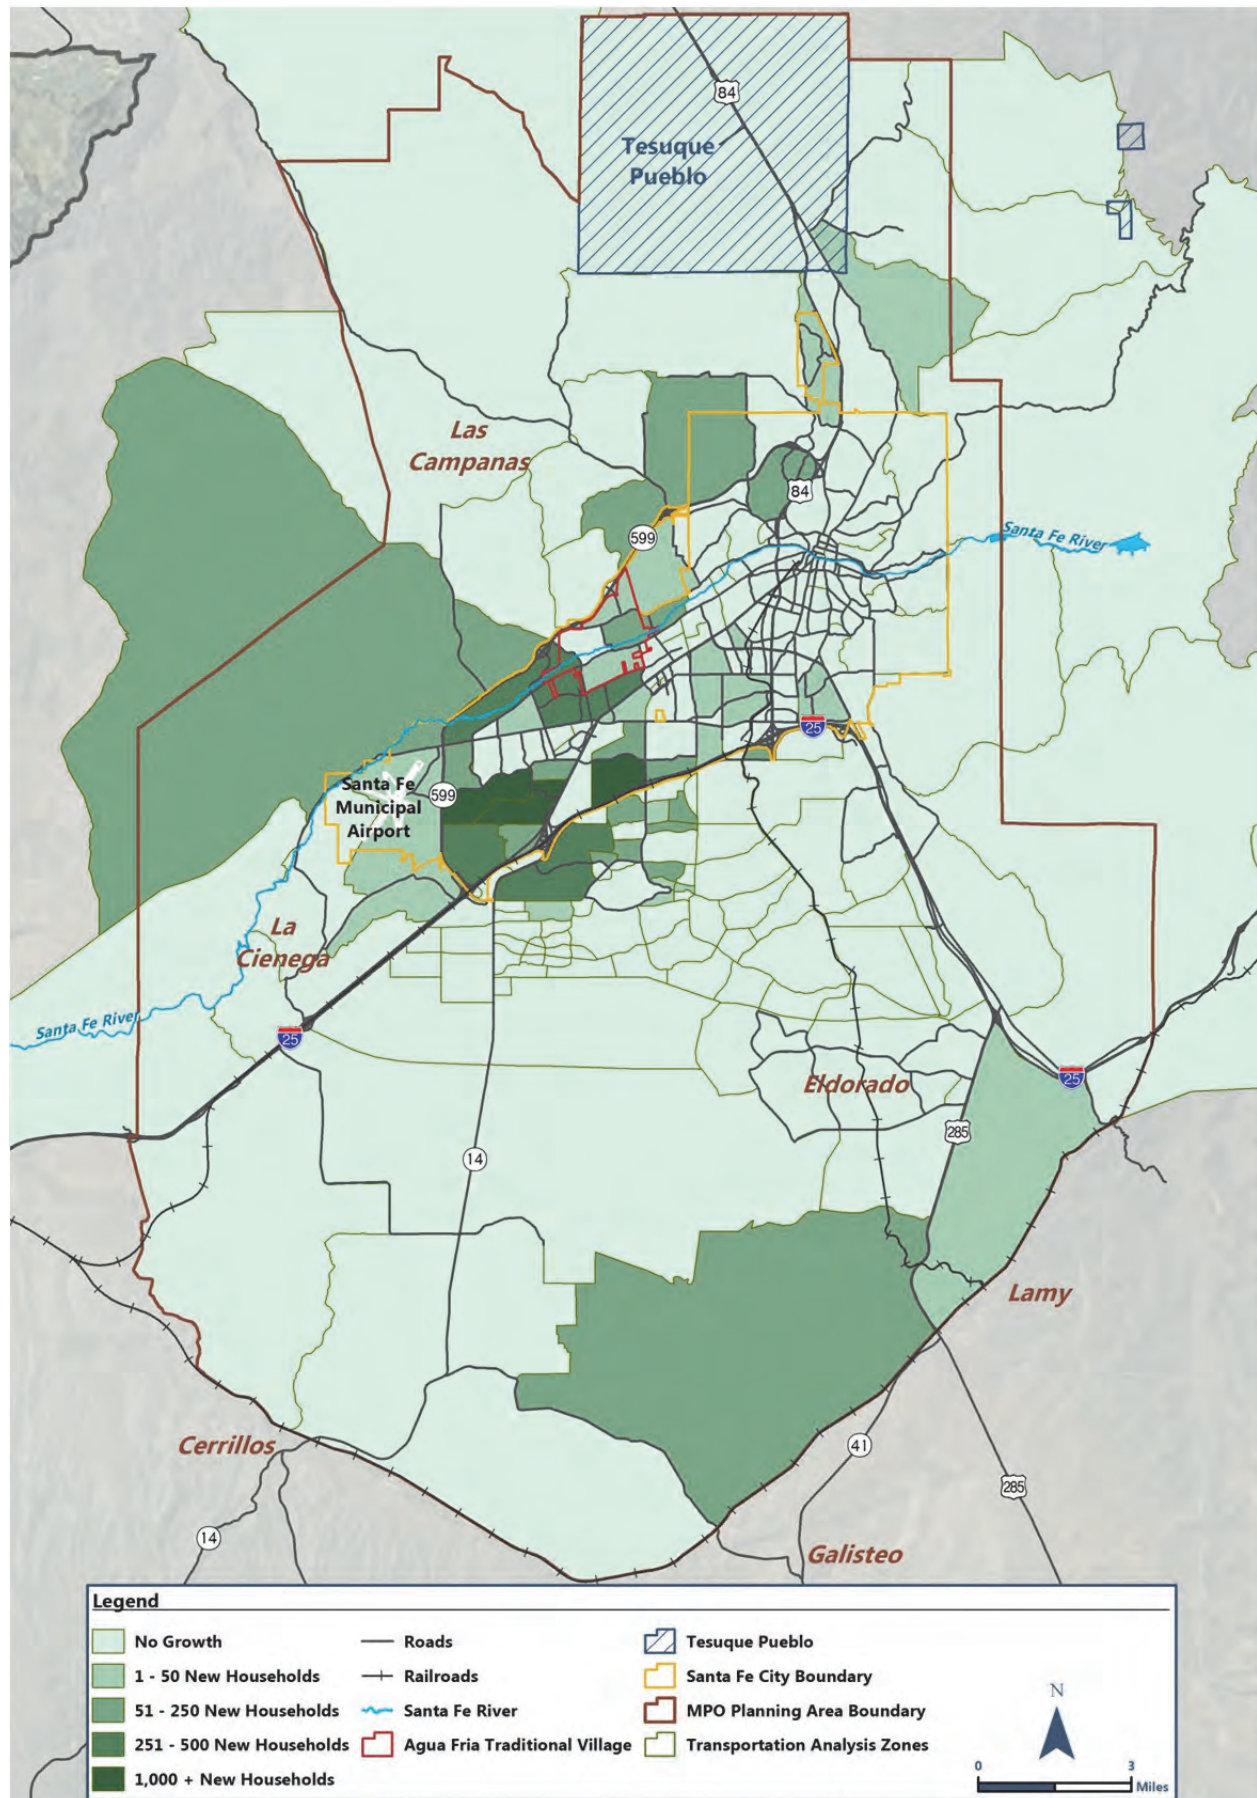 84
Tesuque
Pueblo
Las
Campanas
84
599
Santa Fe River
25
Santa Fe
Municipal
Airport
599
La
Cienega
Santa Fe River
25
Eldorado
25
285
14
Lamy
Cerrillos
41
285
14
Galisteo
Legend
No Growth
1 - 50 New Households
51 - 250 New Households
251 - 500 New Households
1,000 + New Households
Roads
Railroads
Santa Fe River
Agua Fria Traditional Village
Tesuque Pueblo
Santa Fe City Boundary
MPO Planning Area Boundary
Transportation Analysis Zones
N
0 3
Miles